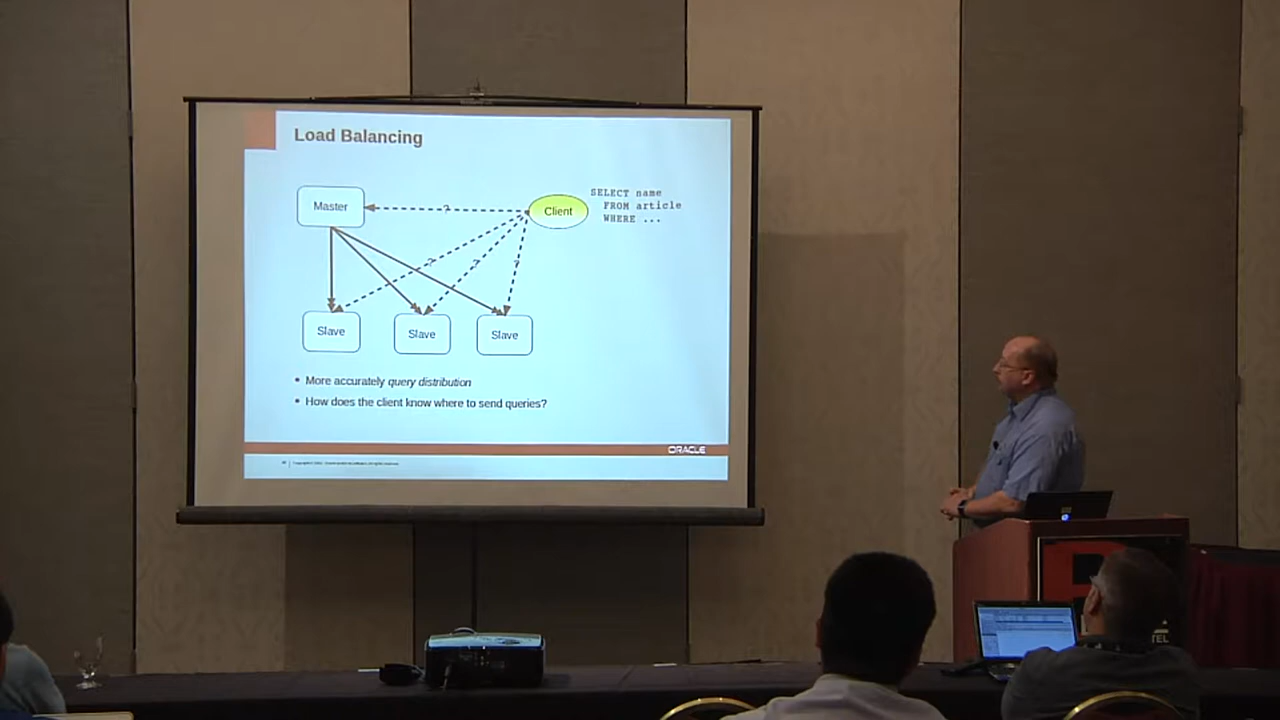 Load Balancing
Master
?
Client
SELECT name
FROM article
WHERE ...
?
?
?
Slave
Slave
Slave
• More accurately query distribution
• How does the client know where to send queries?
ORACLE
TEL